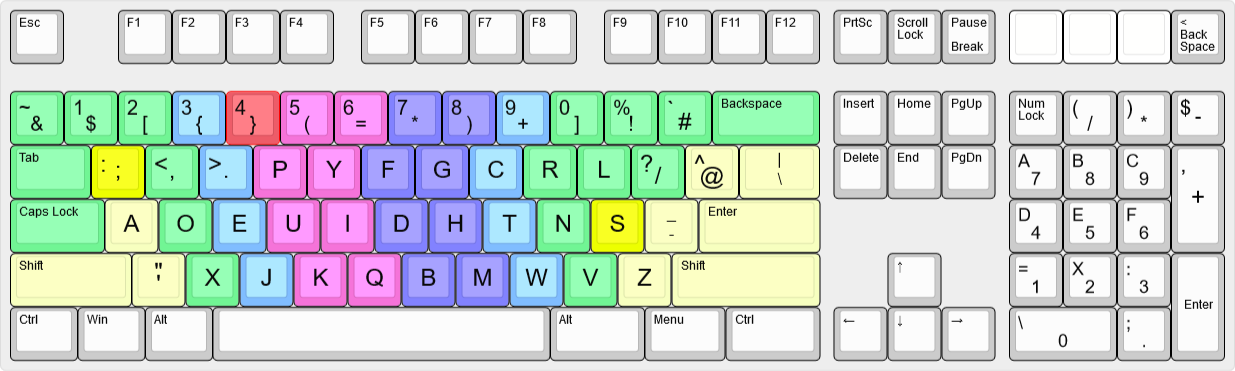 Esc F1 F2 F3 F4 F5 F6 F7 F8 F9 F10 F11 F12 PrtSc Scroll Lock Pause Break < Back Space
~ & 1 $ 2 [ 3 { 4 } 5 ( 6 = 7 * 8 ) 9 + 0 ] % ! ` # Backspace Insert Home PgUp Num Lock ( / ) * $ -
Tab : ; < , > . P Y F G C R L ? / ^ @ | \ Delete End PgDn A 7 B 8 C 9 , +
Caps Lock A O E U I D H T N S _ - Enter D 4 E 5 F 6
Shift " ' X J K Q B M W V Z Shift ↑ = 1 X 2 : 3 Enter
Ctrl Win Alt Alt Menu Ctrl ← ↓ → \ 0 ; .